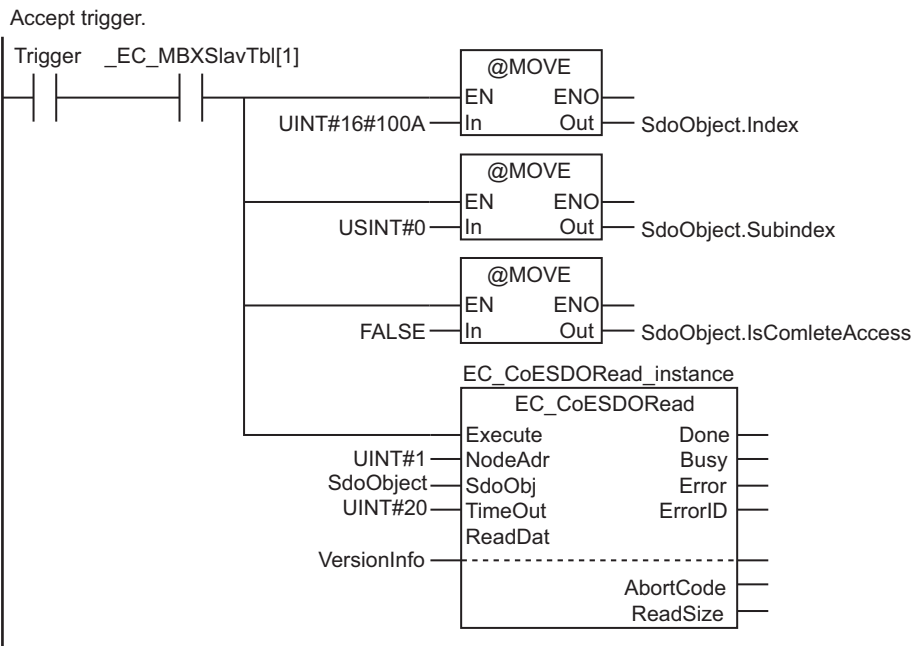 Accept trigger.
Trigger _EC_MBXSlavTbl[1]
@MOVE
EN ENO
UINT#16#100A In Out SdoObject.Index
@MOVE
EN ENO
USINT#0 In Out SdoObject.Subindex
@MOVE
EN ENO
FALSE In Out SdoObject.IsComleteAccess
EC_CoESDORead_instance
EC_CoESDORead
Execute Done
UINT#1 NodeAdr Busy
SdoObject SdoObj Error
UINT#20 TimeOut ErrorID
ReadDat
VersionInfo
AbortCode
ReadSize